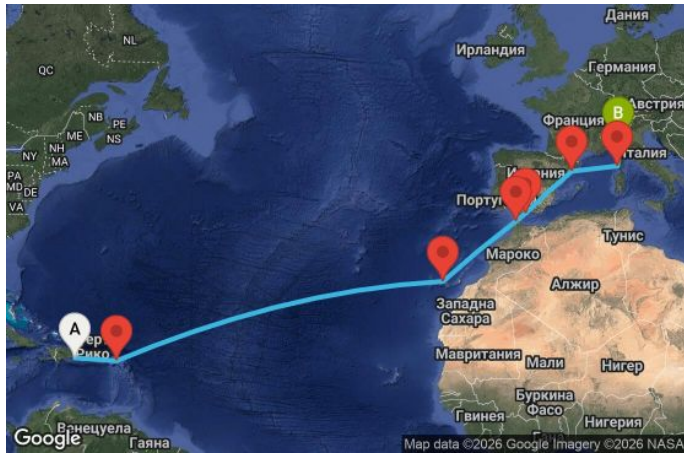 Дания
NL
Ирландия
QC
Германия
B
Австрия
NB
PE
Франция
ME
NS
NH
NY
MA
PA
MD
DE
VA
Тунис
Мароко
A
Алжир
Западна
Сахара
Рико
Мавритания
Мали
Нигер
Буркина
Фасо
Гвинея
Нигерия
Венецуела
Гаяна
Google
Map data ©2026 Google Imagery ©2026 NASA